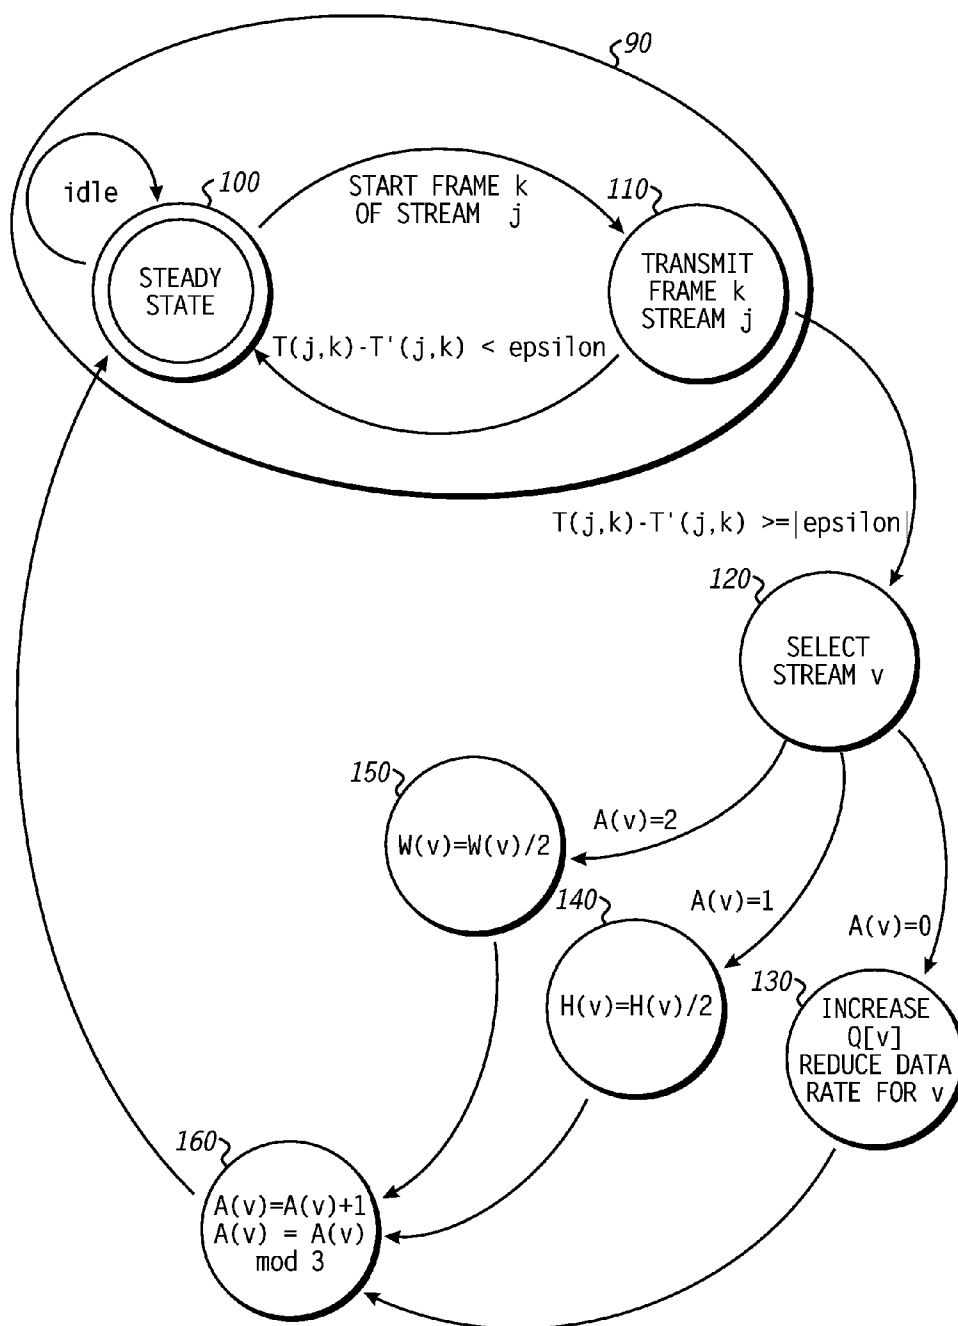 90
idle
100
START FRAME k
OF STREAM j
110
STEADY
STATE
TRANSMIT
FRAME k
STREAM j
T(j,k)-T'(j,k) < epsilon
T(j,k)-T'(j,k) >=|epsilon|
120
SELECT
STREAM v
150
A(v)=2
W(v)=W(v)/2
140
A(v)=1
A(v)=0
H(v)=H(v)/2
130
INCREASE
Q[v]
REDUCE DATA
RATE FOR v
160
A(v)=A(v)+1
A(v) = A(v)
mod 3